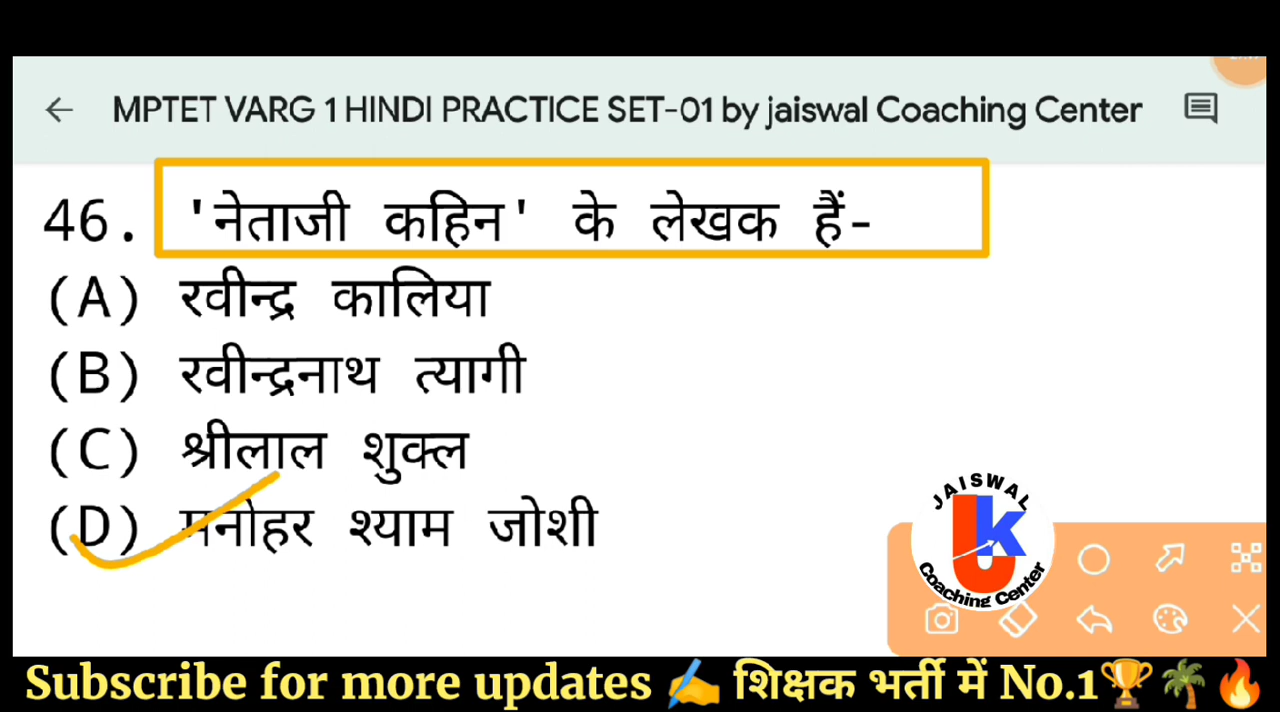 MPTET VARG 1 HINDI PRACTICE SET-01 by jaiswal Coaching Center
46. 'नेताजी कहिन' के लेखक हैं-
(A) रवीन्द्र कालिया
(B) रवीन्द्रनाथ त्यागी
(C) श्रीलाल शुक्ल
(D) मनोहर श्याम जोशी
JAISWAL
JK
Coaching Center
Subscribe for more updates ✍️ शिक्षक भर्ती में No.1🏆🌴🔥